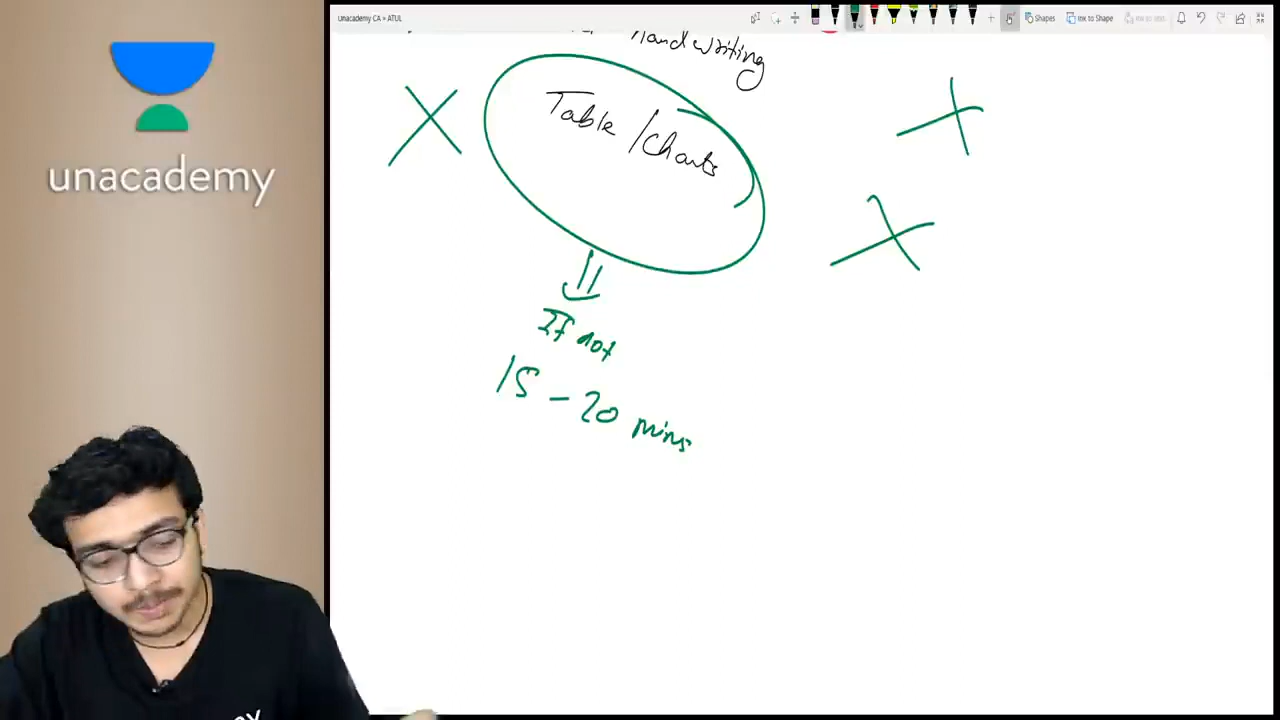 Unacademy CA > ATUL
Shapes
Ink to Shape
handwriting
Table / Charts
unacademy
If not
15 - 20 mins